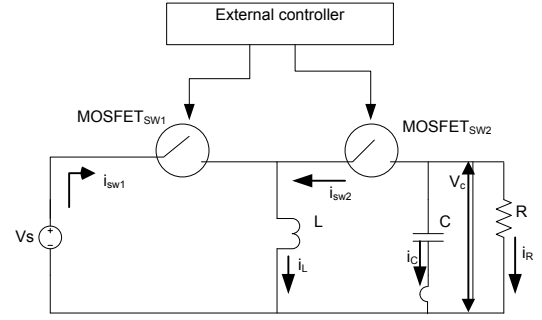 External controller
MOSFETSW1
MOSFETSW2
isw1
isw2
Vc
Vs
L
C
R
iL
iC
iR